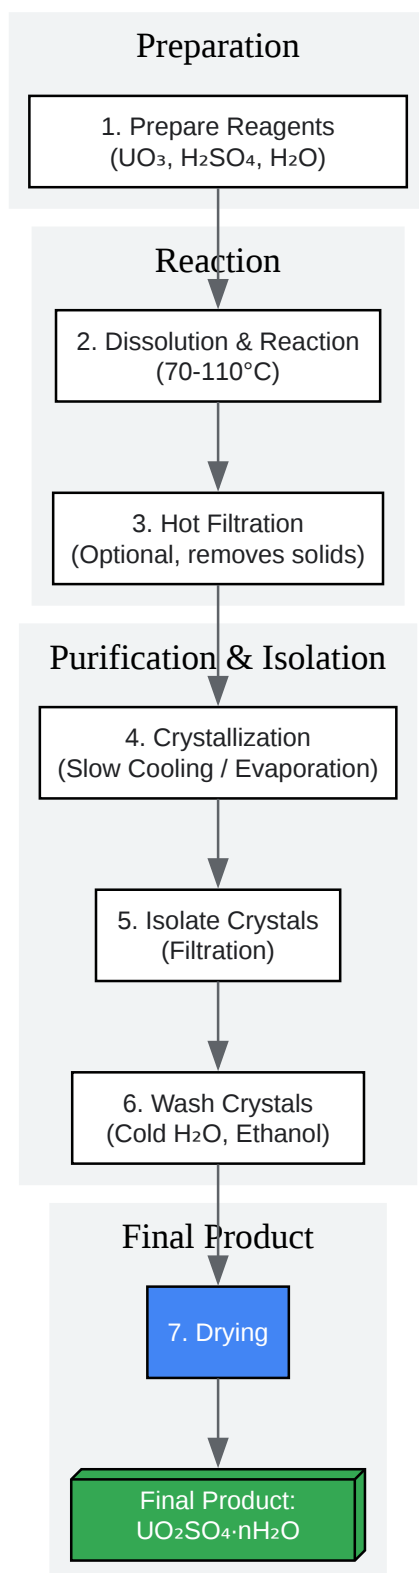 Preparation
1. Prepare Reagents
(UO₃, H₂SO₄, H₂O)
Reaction
2. Dissolution & Reaction
(70-110°C)
3. Hot Filtration
(Optional, removes solids)
Purification & Isolation
4. Crystallization
(Slow Cooling / Evaporation)
5. Isolate Crystals
(Filtration)
6. Wash Crystals
(Cold H₂O, Ethanol)
Final Product
7. Drying
Final Product:
UO₂SO₄·nH₂O